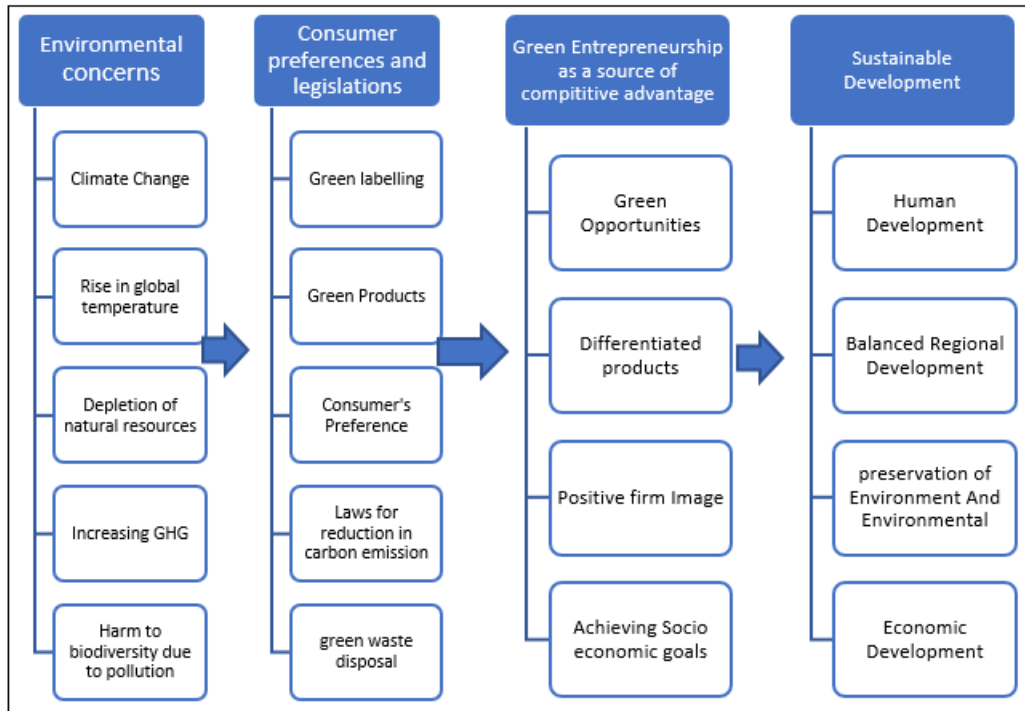 Environmental
concerns
Climate Change
Rise in global
temperature
Depletion of
natural resources
Increasing GHG
Harm to
biodiversity due
to pollution
Consumer
preferences and
legislations
Green labelling
Green Products
Consumer's
Preference
Laws for
reduction in
carbon emission
green waste
disposal
Green Entrepreneurship
as a source of
compititive advantage
Green
Opportunities
Differentiated
products
Positive firm Image
Achieving Socio
economic goals
Sustainable
Development
Human
Development
Balanced Regional
Development
preservation of
Environment And
Environmental
Economic
Development